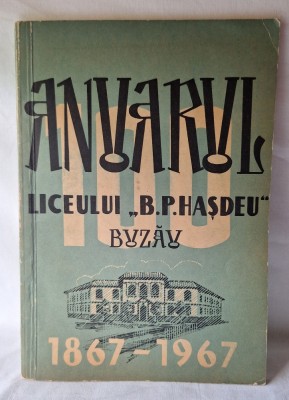 ANUARUL
100
LICEULUI „B.P.HAȘDEU"
BUZĂU
1867-1967